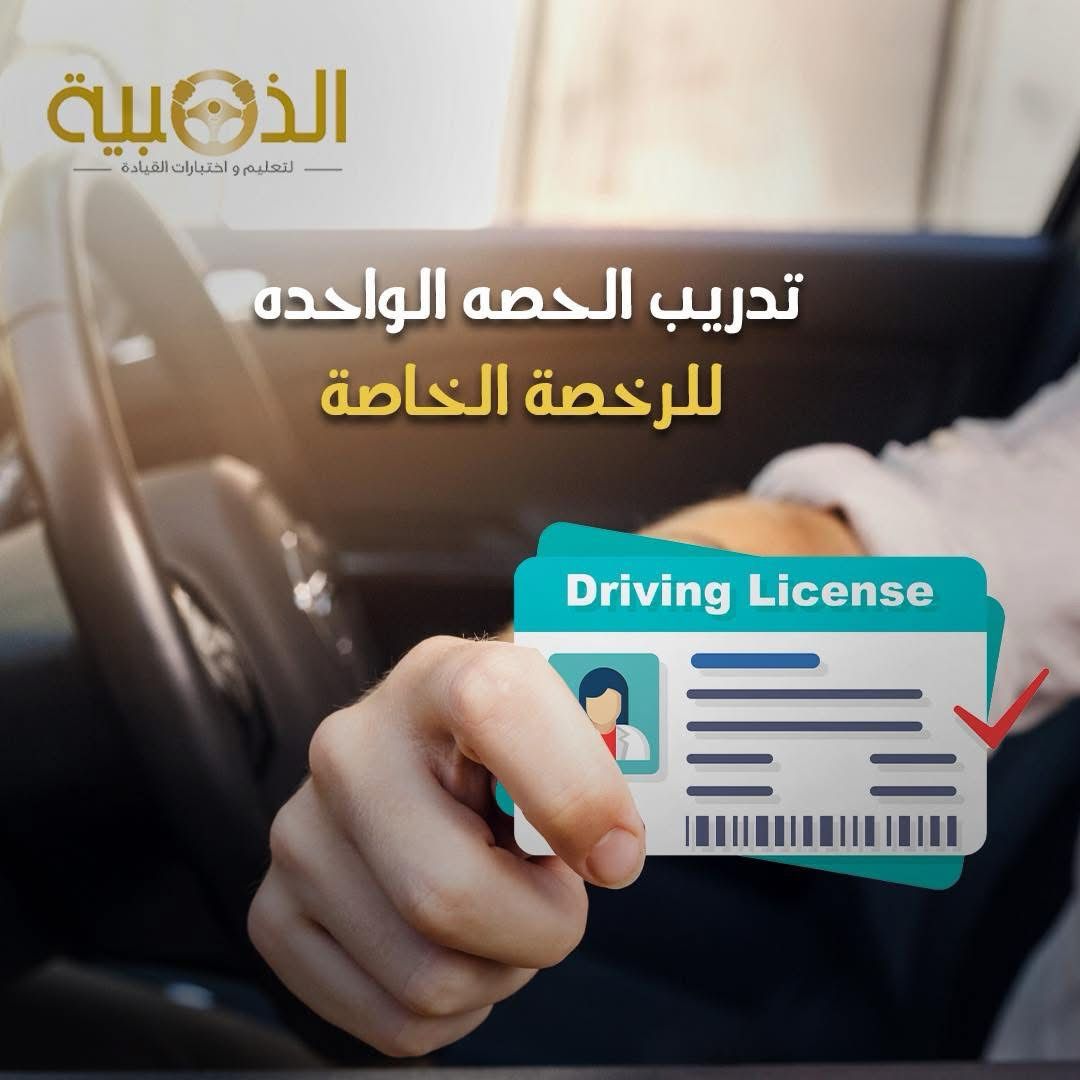 الذهبية
لتعليم و اختبارات القيادة
تدريب الحصه الواحده
للرخصة الخاصة
Driving License